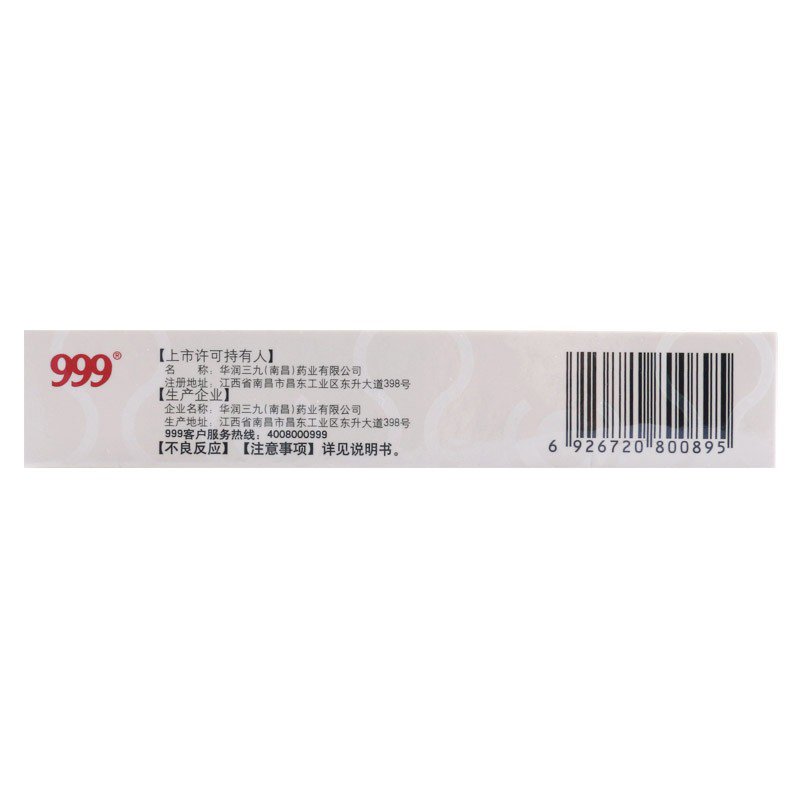 999®
【上市许可持有人】
名 称: 华润三九(南昌)药业有限公司
注册地址: 江西省南昌市昌东工业区东升大道398号
【生产企业】
企业名称: 华润三九(南昌)药业有限公司
生产地址: 江西省南昌市昌东工业区东升大道398号
999客户服务热线: 4008000999
【不良反应】【注意事项】详见说明书。
6 926720 800895